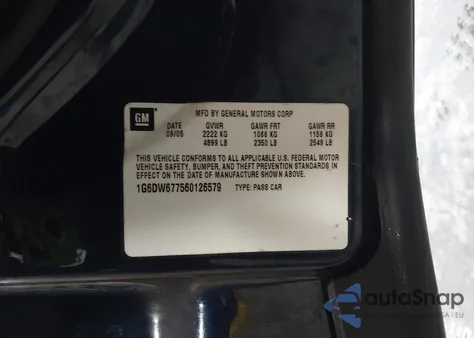 GM
MFD BY GENERAL MOTORS CORP
DATE GVWR GAWR FRT GAWR RR
09/05 2222 KG 1066 KG 1156 KG
4899 LB 2350 LB 2549 LB
THIS VEHICLE CONFORMS TO ALL APPLICABLE U.S. FEDERAL MOTOR
VEHICLE SAFETY, BUMPER, AND THEFT PREVENTION STANDARDS IN
EFFECT ON THE DATE OF MANUFACTURE SHOWN ABOVE.
1G6DW677560126579 TYPE: PASS CAR
autoSnap
USA - EU